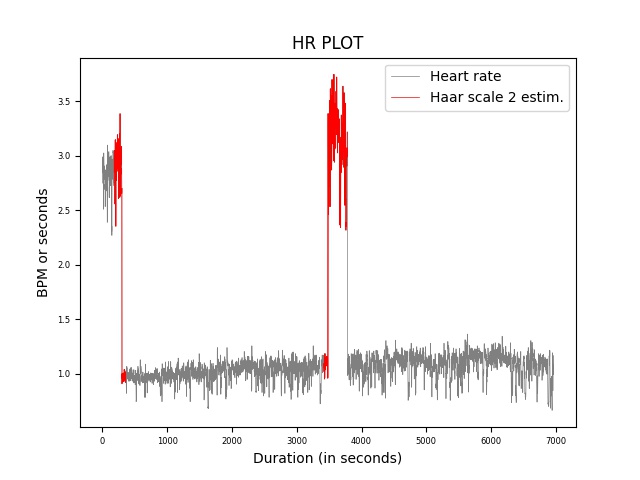 HR PLOT
Heart rate
Haar scale 2 estim.
BPM or seconds
3.5
3.0
2.5
2.0
1.5
1.0
0 1000 2000 3000 4000 5000 6000 7000
Duration (in seconds)